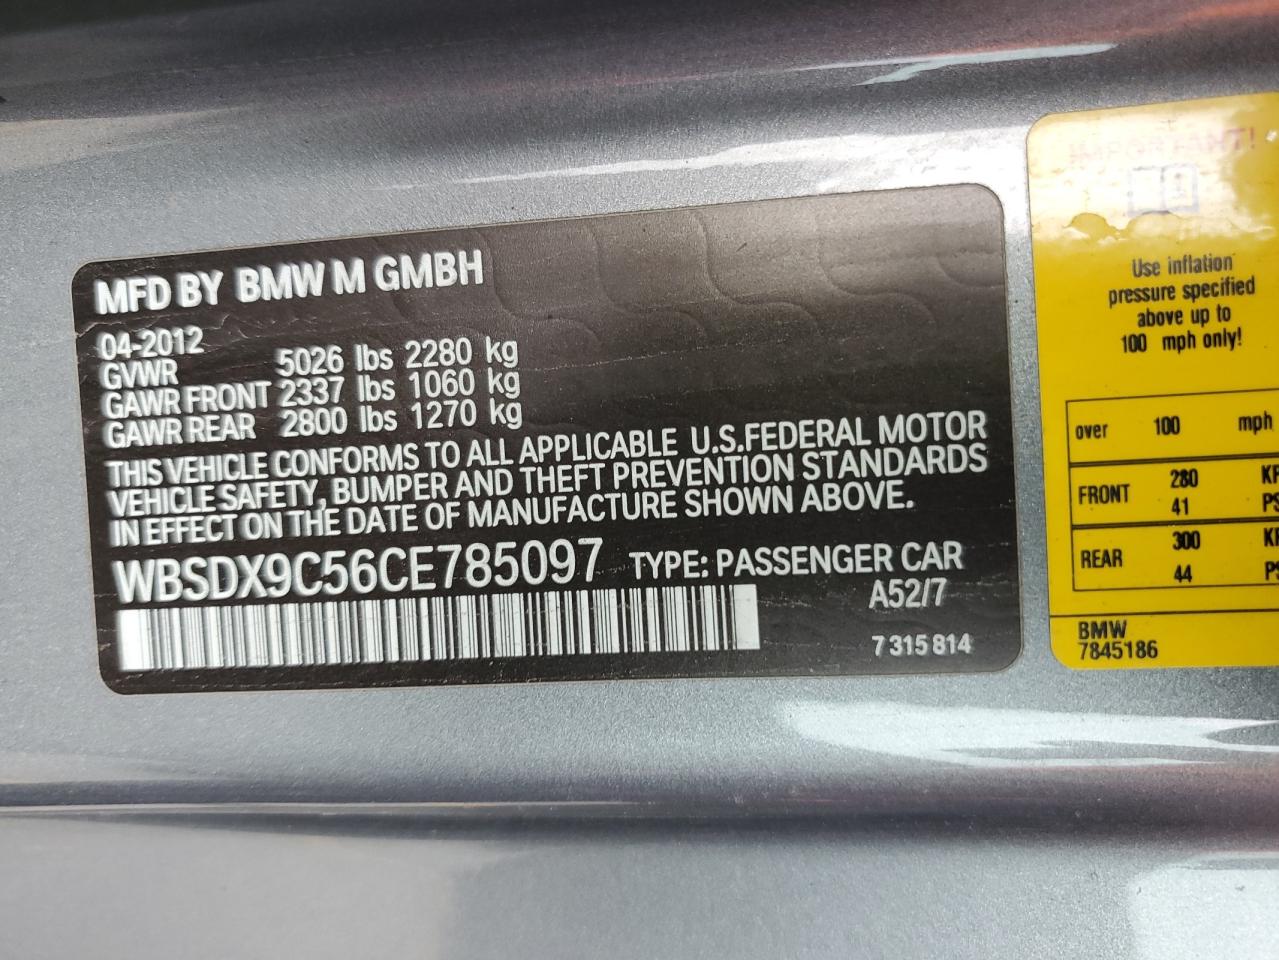 MFD BY BMW M GMBH
04-2012
GVWR 5026 lbs 2280 kg
GAWR FRONT 2337 lbs 1060 kg
GAWR REAR 2800 lbs 1270 kg
THIS VEHICLE CONFORMS TO ALL APPLICABLE U.S.FEDERAL MOTOR
VEHICLE SAFETY, BUMPER AND THEFT PREVENTION STANDARDS
IN EFFECT ON THE DATE OF MANUFACTURE SHOWN ABOVE.
WBSDX9C56CE785097 TYPE: PASSENGER CAR
A52/7
7 315 814
IMPORTANT!
Use inflation
pressure specified
above up to
100 mph only!
over 100 mph
FRONT 280
41
REAR 300
44
BMW
7845186